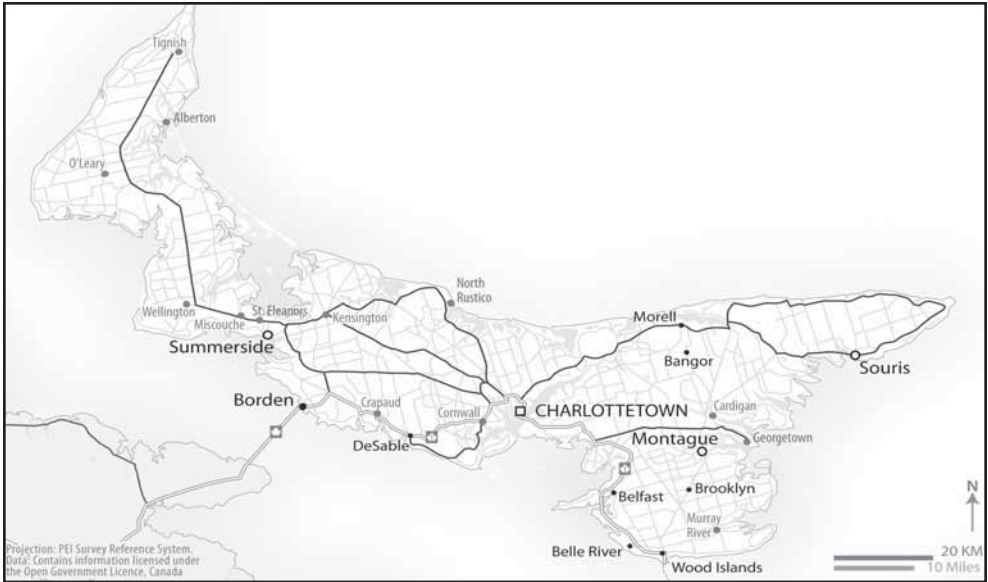 Tignish
Alberton
O'Leary
North
Rustico
Wellington
St. Eleanors
Miscouche
Kensington
Summerside
Morell
Bangor
Souris
Borden
Crapaud
Cornwall
CHARLOTTETOWN
DeSable
Cardigan
Montague
Georgetown
Belfast
Brooklyn
Murray
River
Belle River
Wood Islands
N
20 KM
10 Miles
Projection: PEI Survey Reference System.
Data: Contains information licensed under
the Open Government Licence, Canada